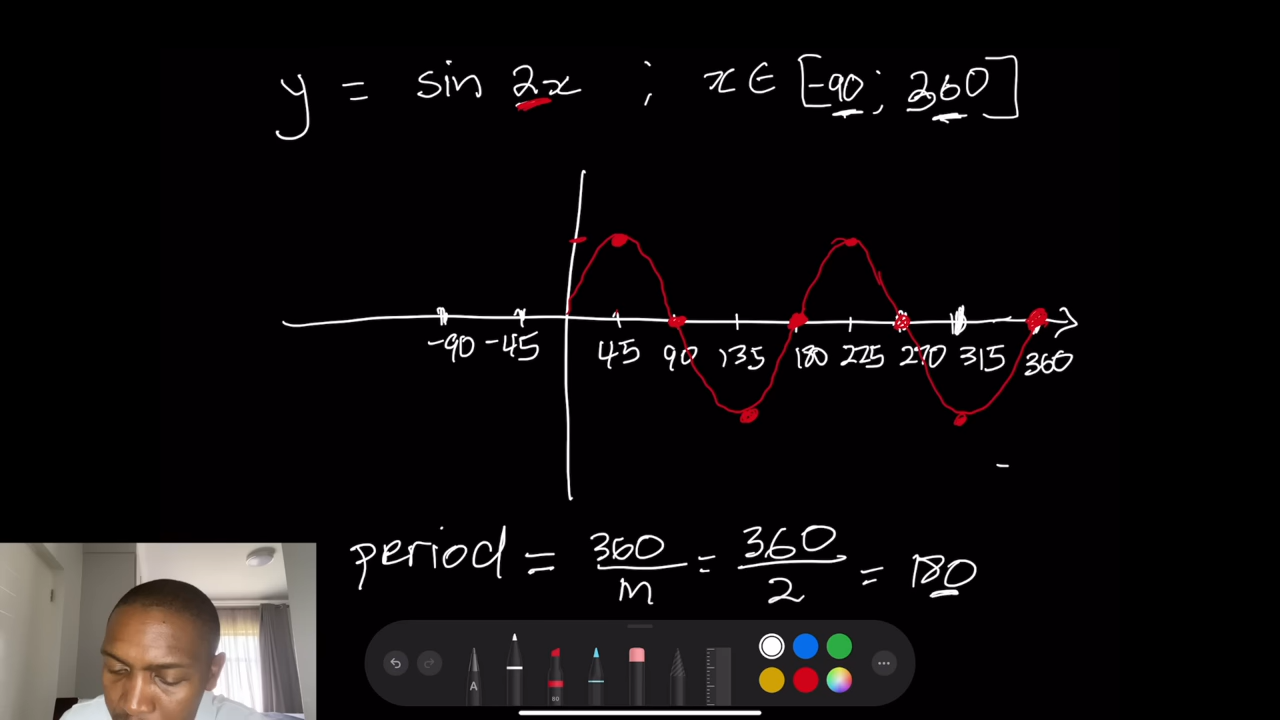 y = sin 2x ; x ∈ [-90; 360]
-90 -45 45 90 135 180 225 270 315 360
-
period = 360/m = 360/2 = 180
A
80